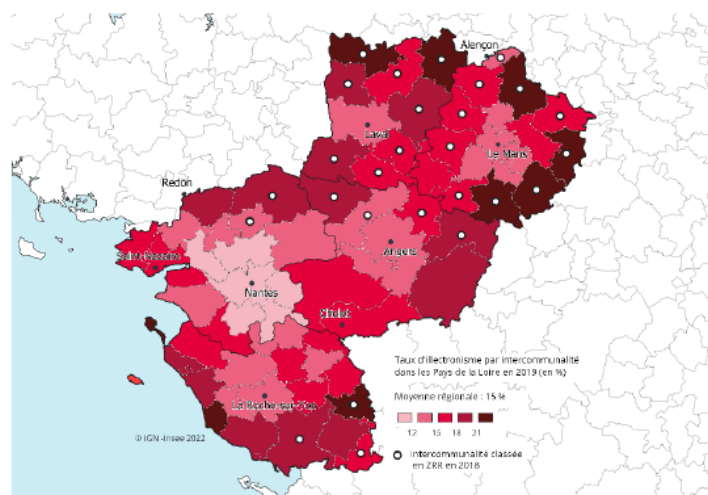 Alençon
Laval
Le Mans
Redon
Saint-Nazaire
Angers
Nantes
Cholet
La Roche-sur-Yon
Taux d'illectronisme par intercommunalité
dans les Pays de la Loire en 2019 (en %)
Moyenne régionale : 15 %
12 15 18 21
Intercommunalité classée
en ZRR en 2018
© IGN -Insee 2022